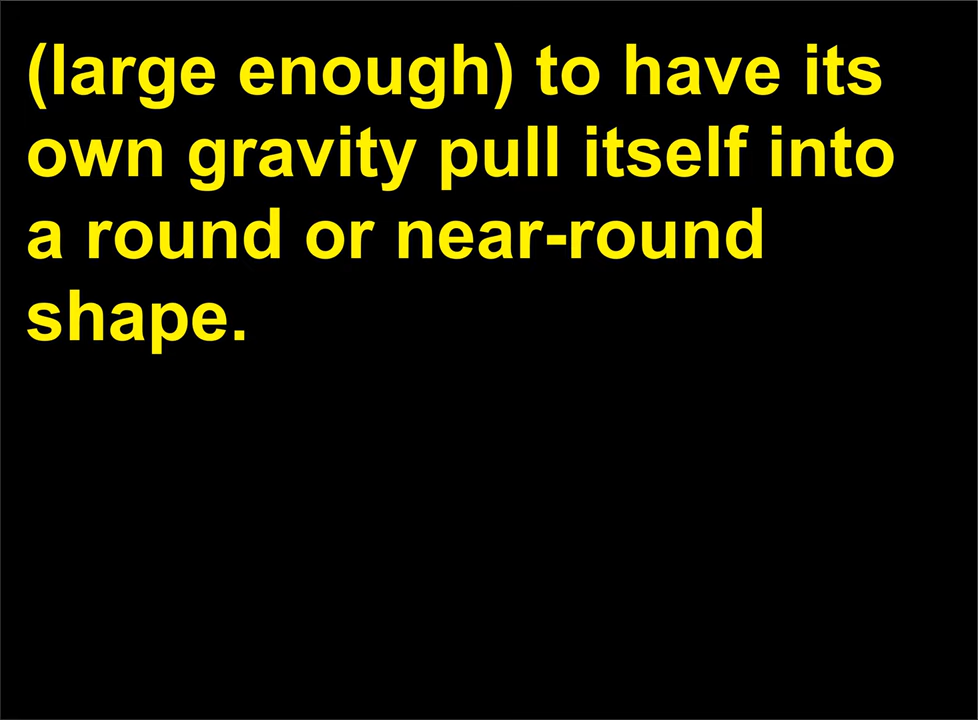 (large enough) to have its
own gravity pull itself into
a round or near-round
shape.